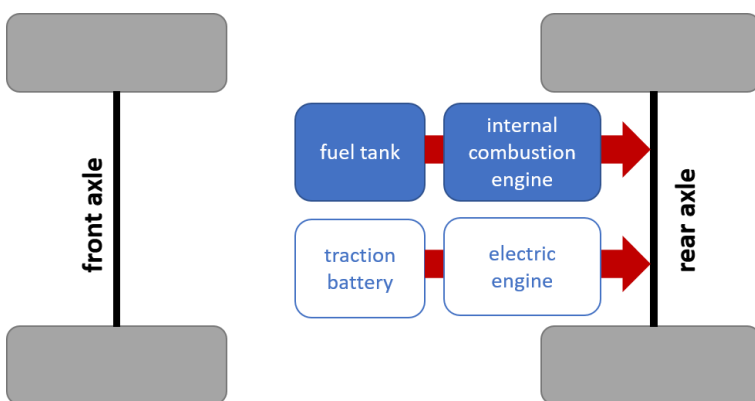 front axle
fuel tank
internal
combustion
engine
traction
battery
electric
engine
rear axle